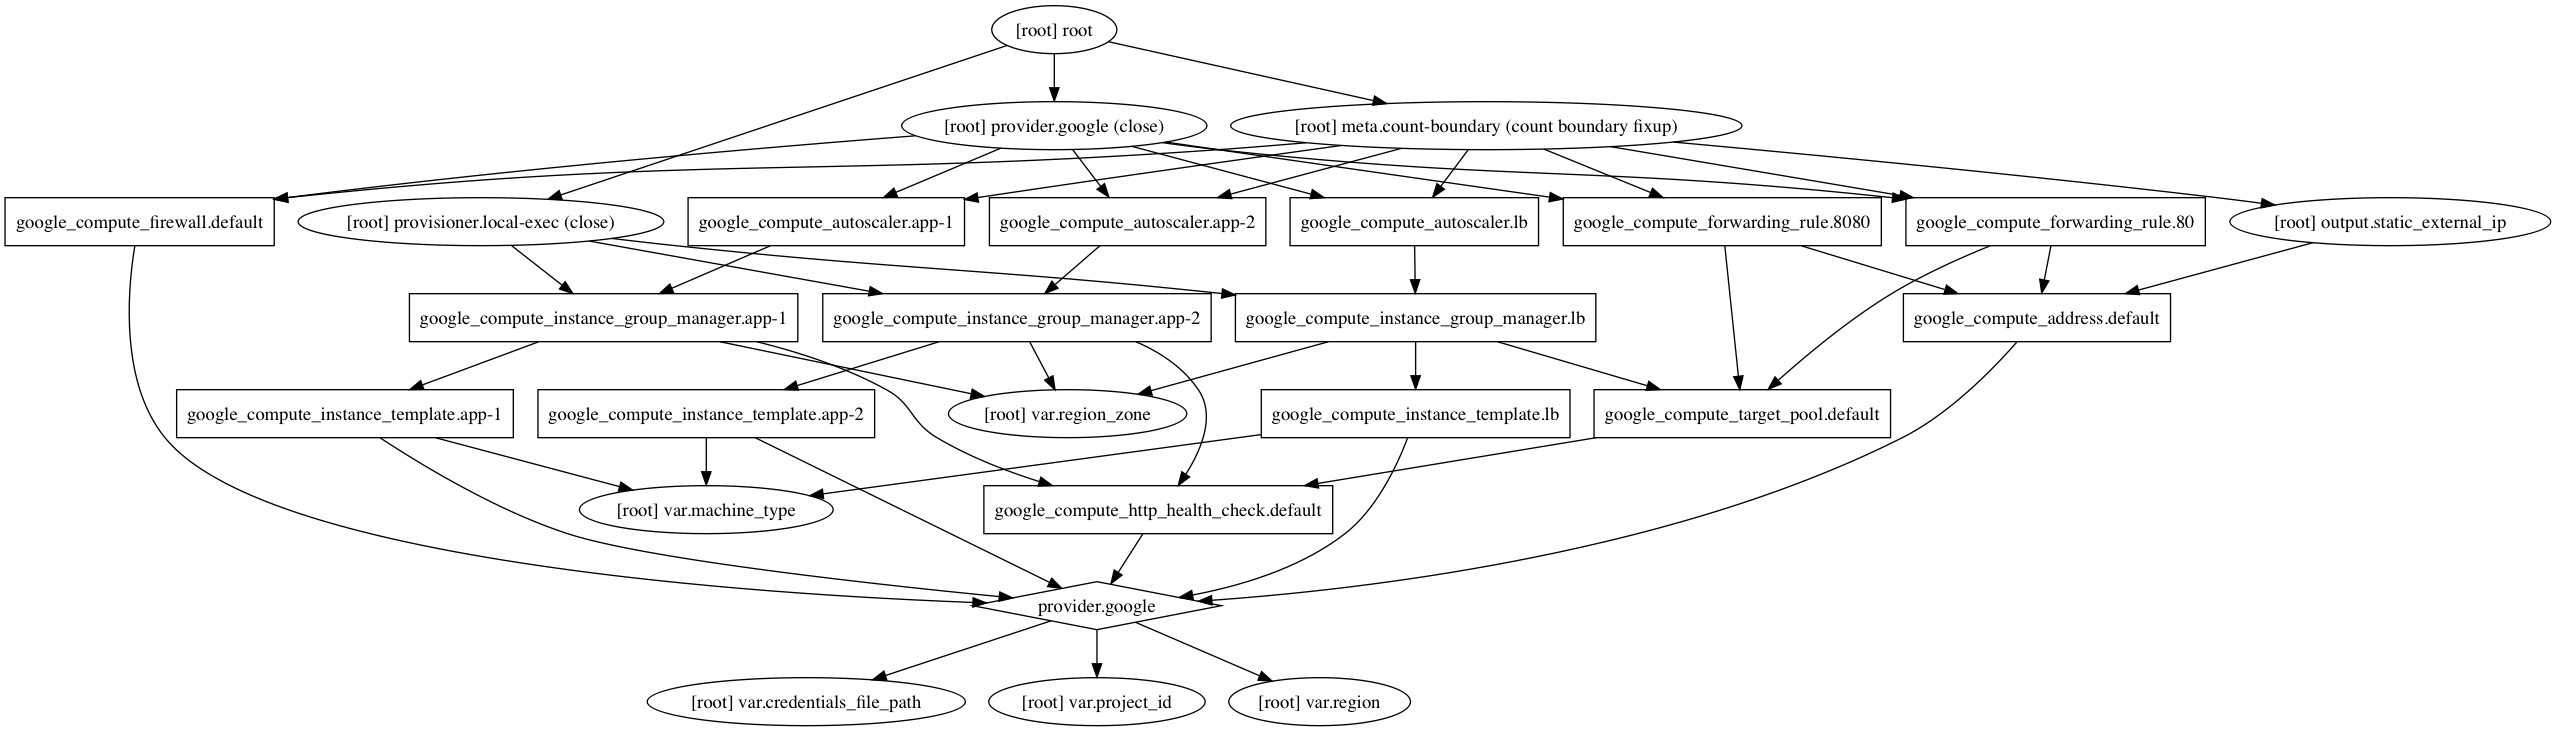 [root] root
[root] provider.google (close)
[root] meta.count-boundary (count boundary fixup)
google_compute_firewall.default
[root] provisioner.local-exec (close)
google_compute_autoscaler.app-1
google_compute_autoscaler.app-2
google_compute_autoscaler.lb
google_compute_forwarding_rule.8080
google_compute_forwarding_rule.80
[root] output.static_external_ip
google_compute_instance_group_manager.app-1
google_compute_instance_group_manager.app-2
google_compute_instance_group_manager.lb
google_compute_address.default
google_compute_instance_template.app-1
google_compute_instance_template.app-2
[root] var.region_zone
google_compute_instance_template.lb
google_compute_target_pool.default
[root] var.machine_type
google_compute_http_health_check.default
provider.google
[root] var.credentials_file_path
[root] var.project_id
[root] var.region